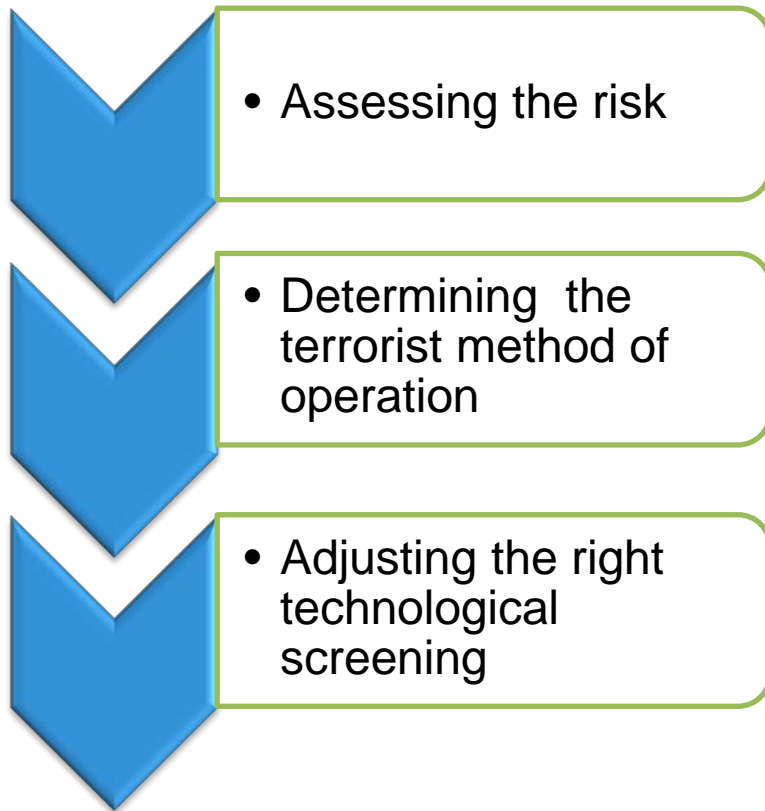 • Assessing the risk
• Determining  the
terrorist method of
operation
• Adjusting the right
technological
screening